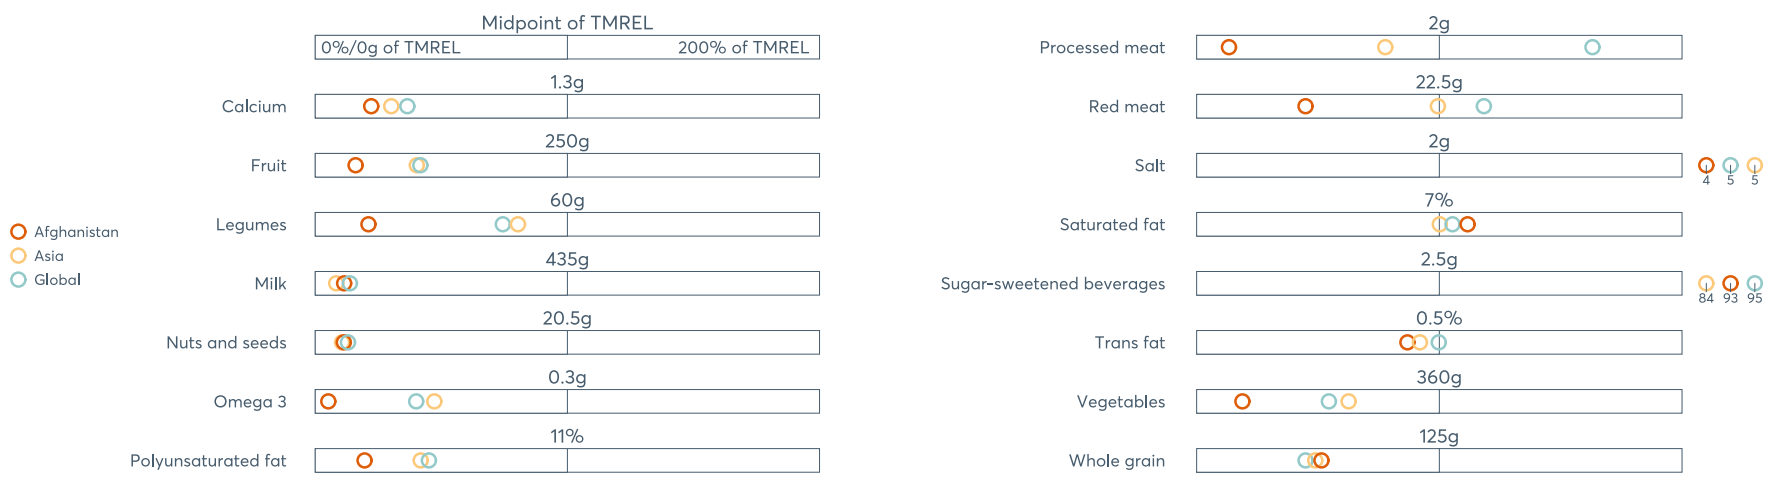 Midpoint of TMREL
0%/0g of TMREL
200% of TMREL
1.3g
Calcium
250g
Fruit
60g
Legumes
435g
Milk
20.5g
Nuts and seeds
0.3g
Omega 3
11%
Polyunsaturated fat
Afghanistan
Asia
Global
2g
Processed meat
22.5g
Red meat
2g
Salt
4 5 5
7%
Saturated fat
2.5g
Sugar-sweetened beverages
84 93 95
0.5%
Trans fat
360g
Vegetables
125g
Whole grain